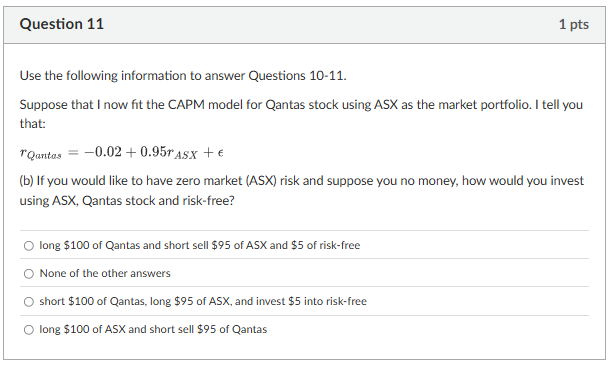 Question 11
1 pts
Use the following information to answer Questions 10-11.
Suppose that I now fit the CAPM model for Qantas stock using ASX as the market portfolio. I tell you
that:
r_Qantas = −0.02 + 0.95r_ASX + ϵ
(b) If you would like to have zero market (ASX) risk and suppose you no money, how would you invest
using ASX, Qantas stock and risk-free?
long $100 of Qantas and short sell $95 of ASX and $5 of risk-free
None of the other answers
short $100 of Qantas, long $95 of ASX, and invest $5 into risk-free
long $100 of ASX and short sell $95 of Qantas